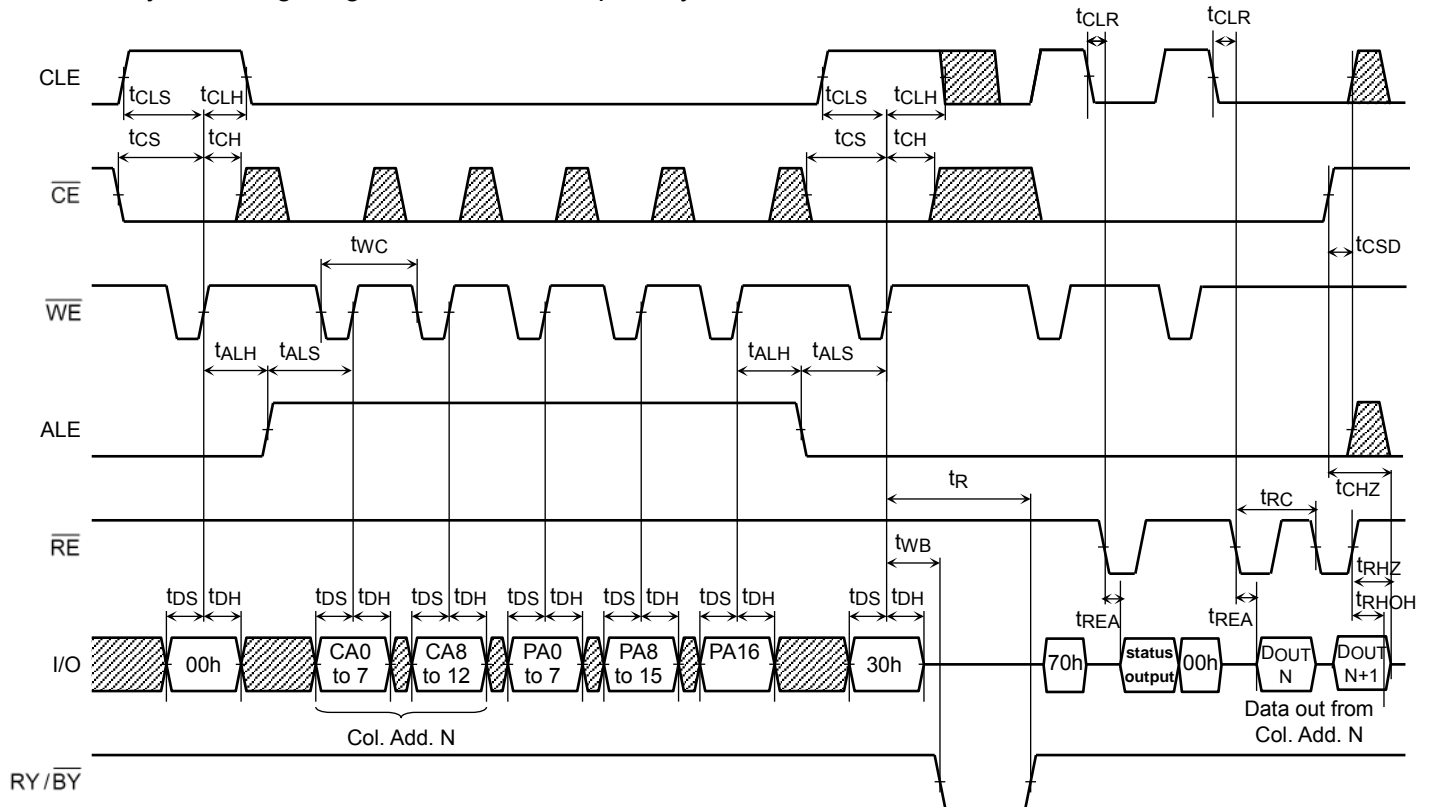 tCLR tCLR
CLE
tCLS tCLH tCLS tCLH
tCS tCH tCS tCH
CE
tWC tCSD
WE
tALH tALS tALH tALS
ALE
tR tCHZ
tRC
RE
tWB tRHZ
tDS tDH tDS tDH tDS tDH tDS tDH tDS tDH tDS tDH tDS tDH tRHOH
tREA tREA
I/O 00h CA0 to 7 CA8 to 12 PA0 to 7 PA8 to 15 PA16 30h 70h status output 00h DOUT N DOUT N+1
Col. Add. N
Data out from
Col. Add. N
RY/BY